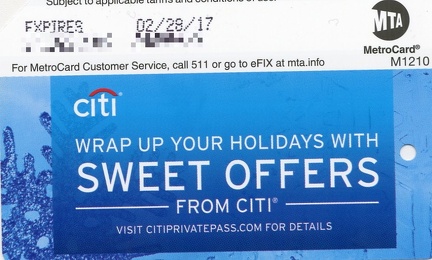 Subject to applicable tariffs and conditions of use
EXPIRES 02/28/17
MTA
MetroCard®
For MetroCard Customer Service, call 511 or go to eFIX at mta.info M1210
citi®
WRAP UP YOUR HOLIDAYS WITH
SWEET OFFERS
FROM CITI®
VISIT CITIPRIVATEPASS.COM FOR DETAILS